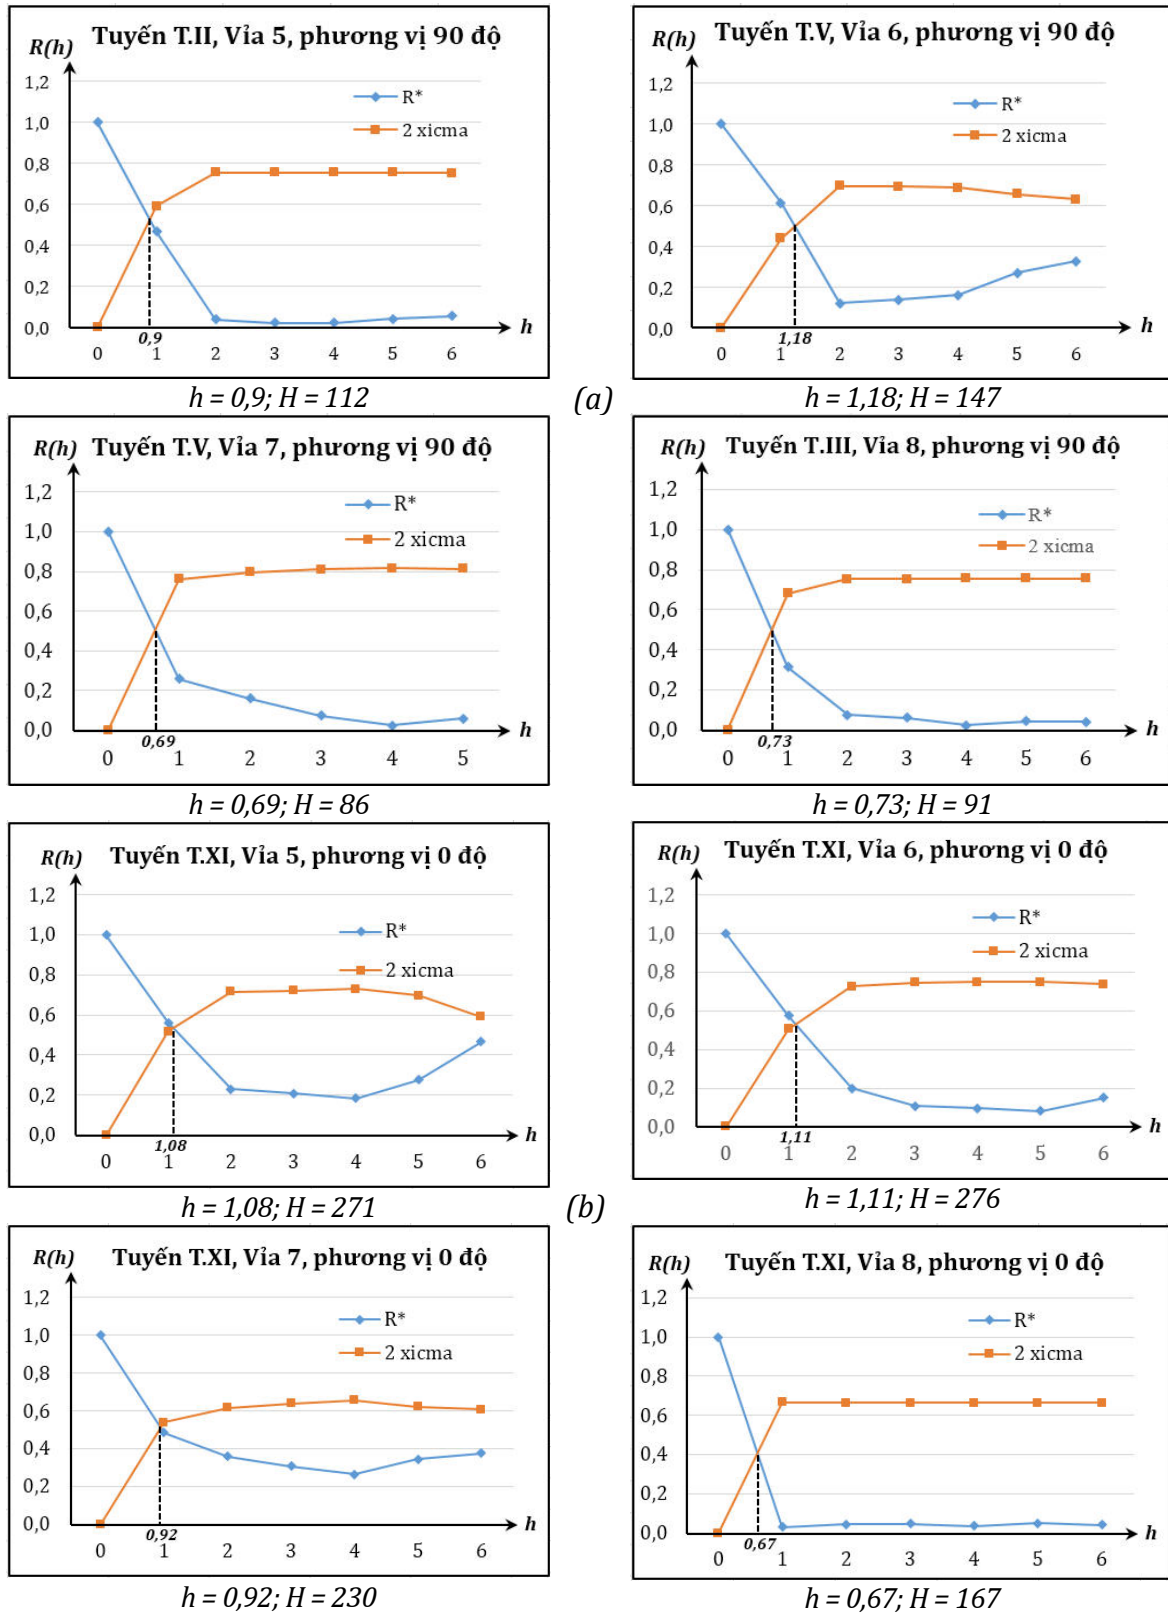 Tuyến T.II, Vỉa 5, phương vị 90 độ
R(h)
1,2
1,0
0,8
0,6
0,4
0,2
0,0
R*
2 xicma
h
0,9
0 1 2 3 4 5 6
h = 0,9; H = 112
Tuyến T.V, Vỉa 6, phương vị 90 độ
R(h)
1,2
1,0
0,8
0,6
0,4
0,2
0,0
R*
2 xicma
h
1,18
0 1 2 3 4 5 6
h = 1,18; H = 147
(a)
Tuyến T.V, Vỉa 7, phương vị 90 độ
R(h)
1,2
1,0
0,8
0,6
0,4
0,2
0,0
R*
2 xicma
h
0,69
0 1 2 3 4 5
h = 0,69; H = 86
Tuyến T.III, Vỉa 8, phương vị 90 độ
R(h)
1,2
1,0
0,8
0,6
0,4
0,2
0,0
R*
2 xicma
h
0,73
0 1 2 3 4 5 6
h = 0,73; H = 91
Tuyến T.XI, Vỉa 5, phương vị 0 độ
R(h)
1,2
1,0
0,8
0,6
0,4
0,2
0,0
R*
2 xicma
h
1,08
0 1 2 3 4 5 6
h = 1,08; H = 271
Tuyến T.XI, Vỉa 6, phương vị 0 độ
R(h)
1,2
1,0
0,8
0,6
0,4
0,2
0,0
R*
2 xicma
h
1,11
0 1 2 3 4 5 6
h = 1,11; H = 276
(b)
Tuyến T.XI, Vỉa 7, phương vị 0 độ
R(h)
1,2
1,0
0,8
0,6
0,4
0,2
0,0
R*
2 xicma
h
0,92
0 1 2 3 4 5 6
h = 0,92; H = 230
Tuyến T.XI, Vỉa 8, phương vị 0 độ
R(h)
1,2
1,0
0,8
0,6
0,4
0,2
0,0
R*
2 xicma
h
0,67
0 1 2 3 4 5 6
h = 0,67; H = 167